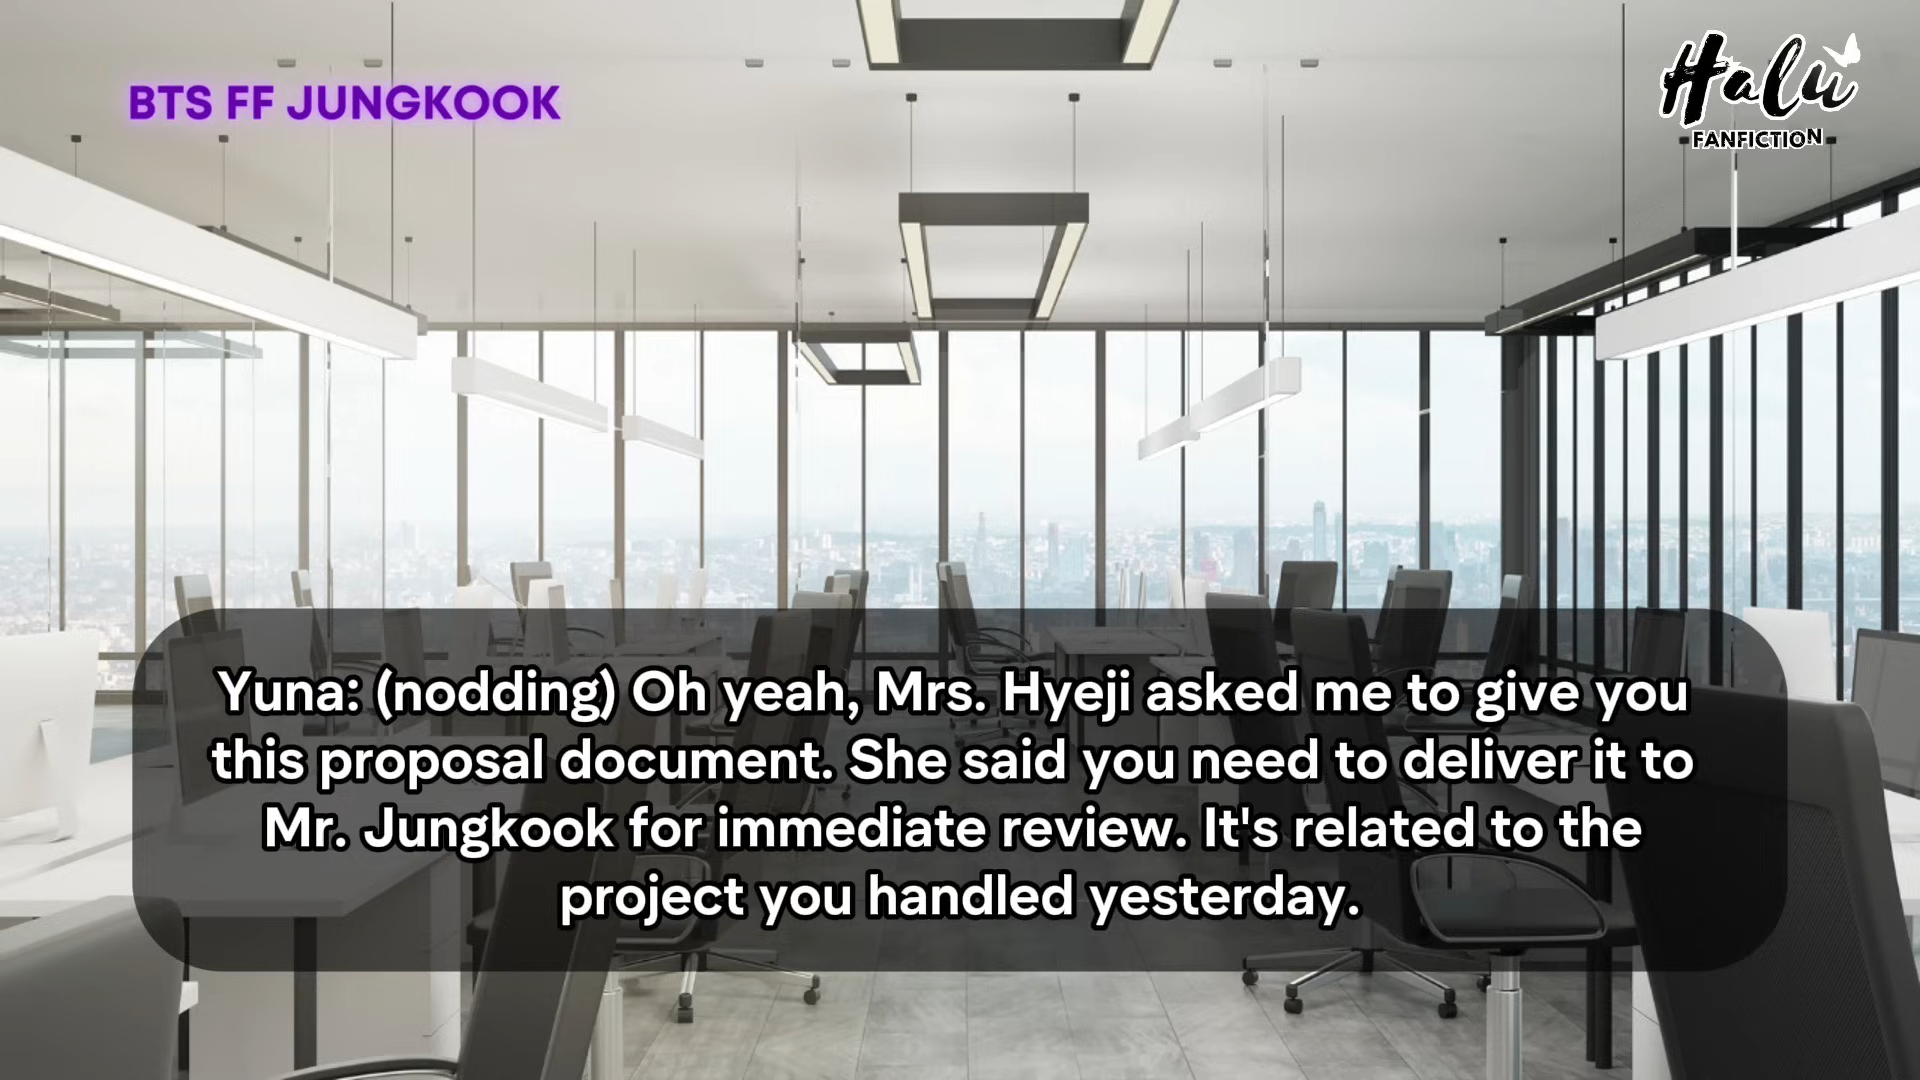 BTS FF JUNGKOOK
Halu
FANFICTION
Yuna: (nodding) Oh yeah, Mrs. Hyeji asked me to give you
this proposal document. She said you need to deliver it to
Mr. Jungkook for immediate review. It's related to the
project you handled yesterday.